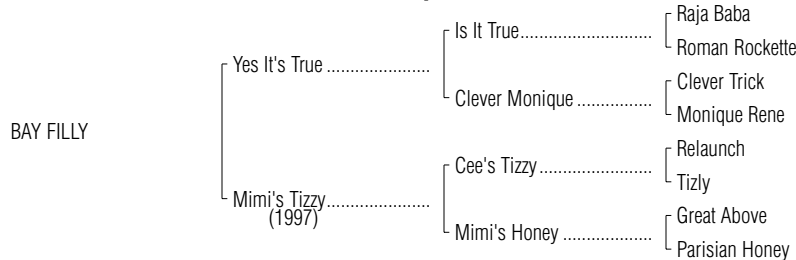 Raja Baba
Is It True..........................
Roman Rockette
Yes It's True ......................
Clever Trick
Clever Monique ...............
Monique Rene
BAY FILLY
Relaunch
Cee's Tizzy.......................
Tizly
Mimi's Tizzy.....................
(1997)
Great Above
Mimi's Honey ..................
Parisian Honey